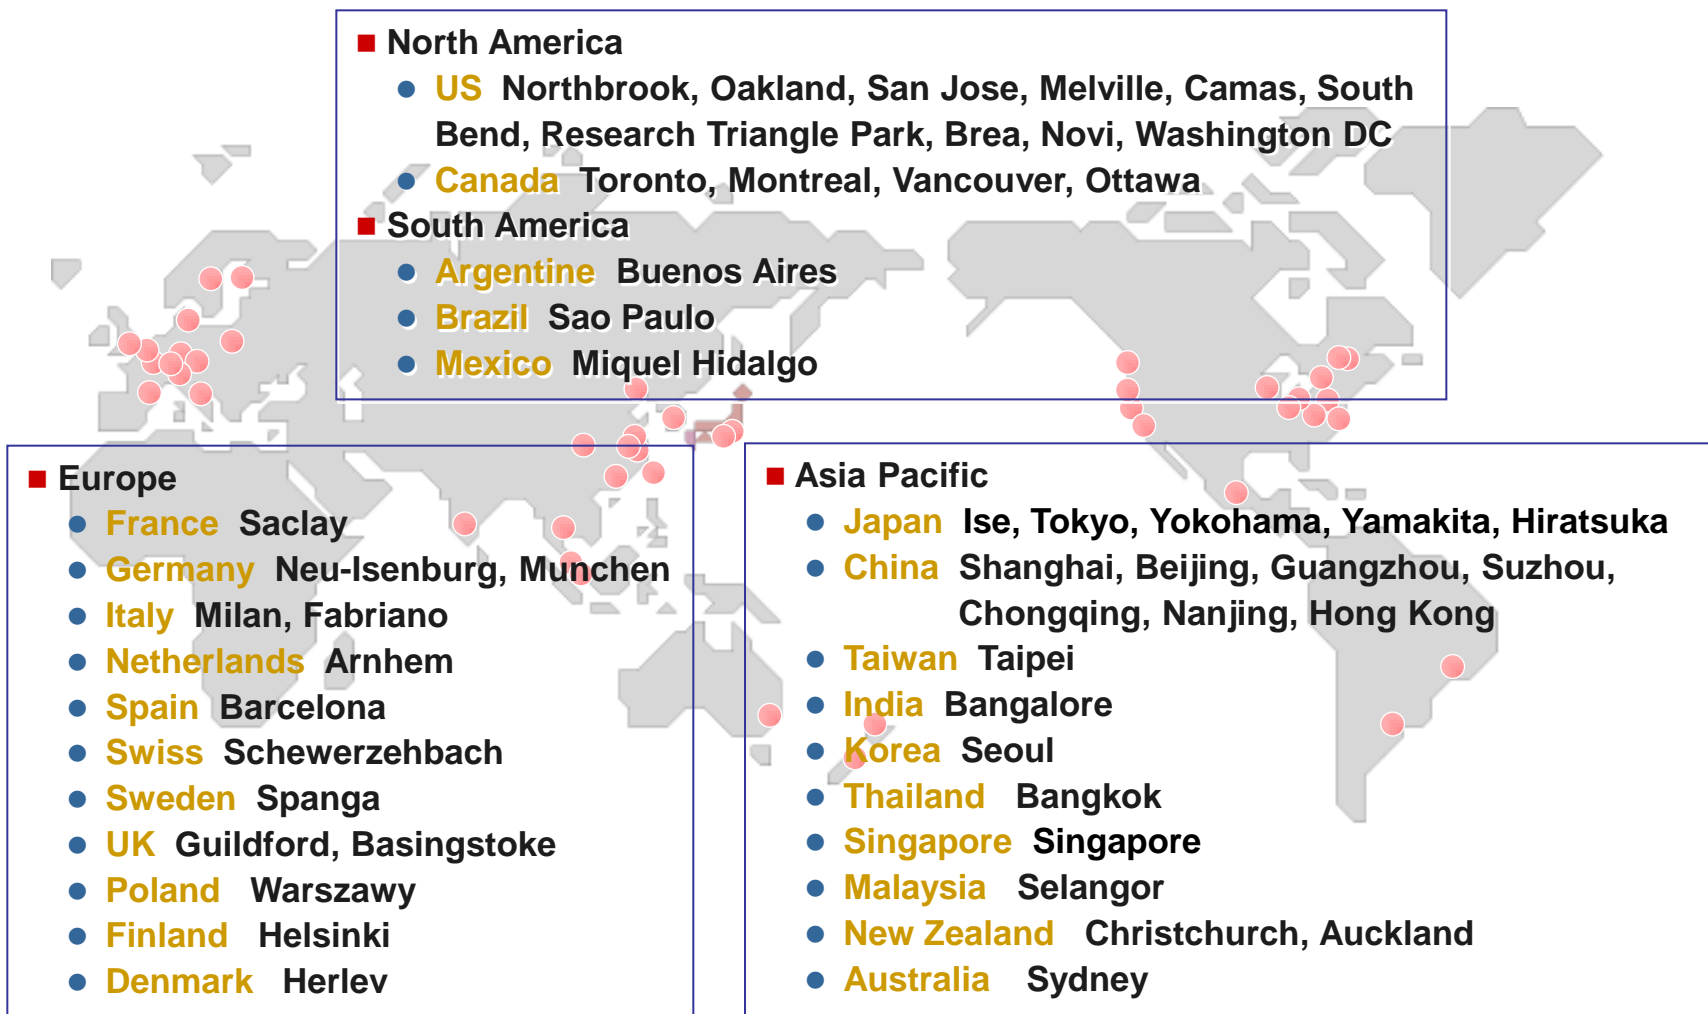 North America
US Northbrook, Oakland, San Jose, Melville, Camas, South
Bend, Research Triangle Park, Brea, Novi, Washington DC
Canada Toronto, Montreal, Vancouver, Ottawa
South America
Argentine Buenos Aires
Brazil Sao Paulo
Mexico Miquel Hidalgo
Europe
France Saclay
Germany Neu-Isenburg, Munchen
Italy Milan, Fabriano
Netherlands Arnhem
Spain Barcelona
Swiss Schewerzehbach
Sweden Spanga
UK Guildford, Basingstoke
Poland Warszawy
Finland Helsinki
Denmark Herlev
Asia Pacific
Japan Ise, Tokyo, Yokohama, Yamakita, Hiratsuka
China Shanghai, Beijing, Guangzhou, Suzhou,
Chongqing, Nanjing, Hong Kong
Taiwan Taipei
India Bangalore
Korea Seoul
Thailand Bangkok
Singapore Singapore
Malaysia Selangor
New Zealand Christchurch, Auckland
Australia Sydney